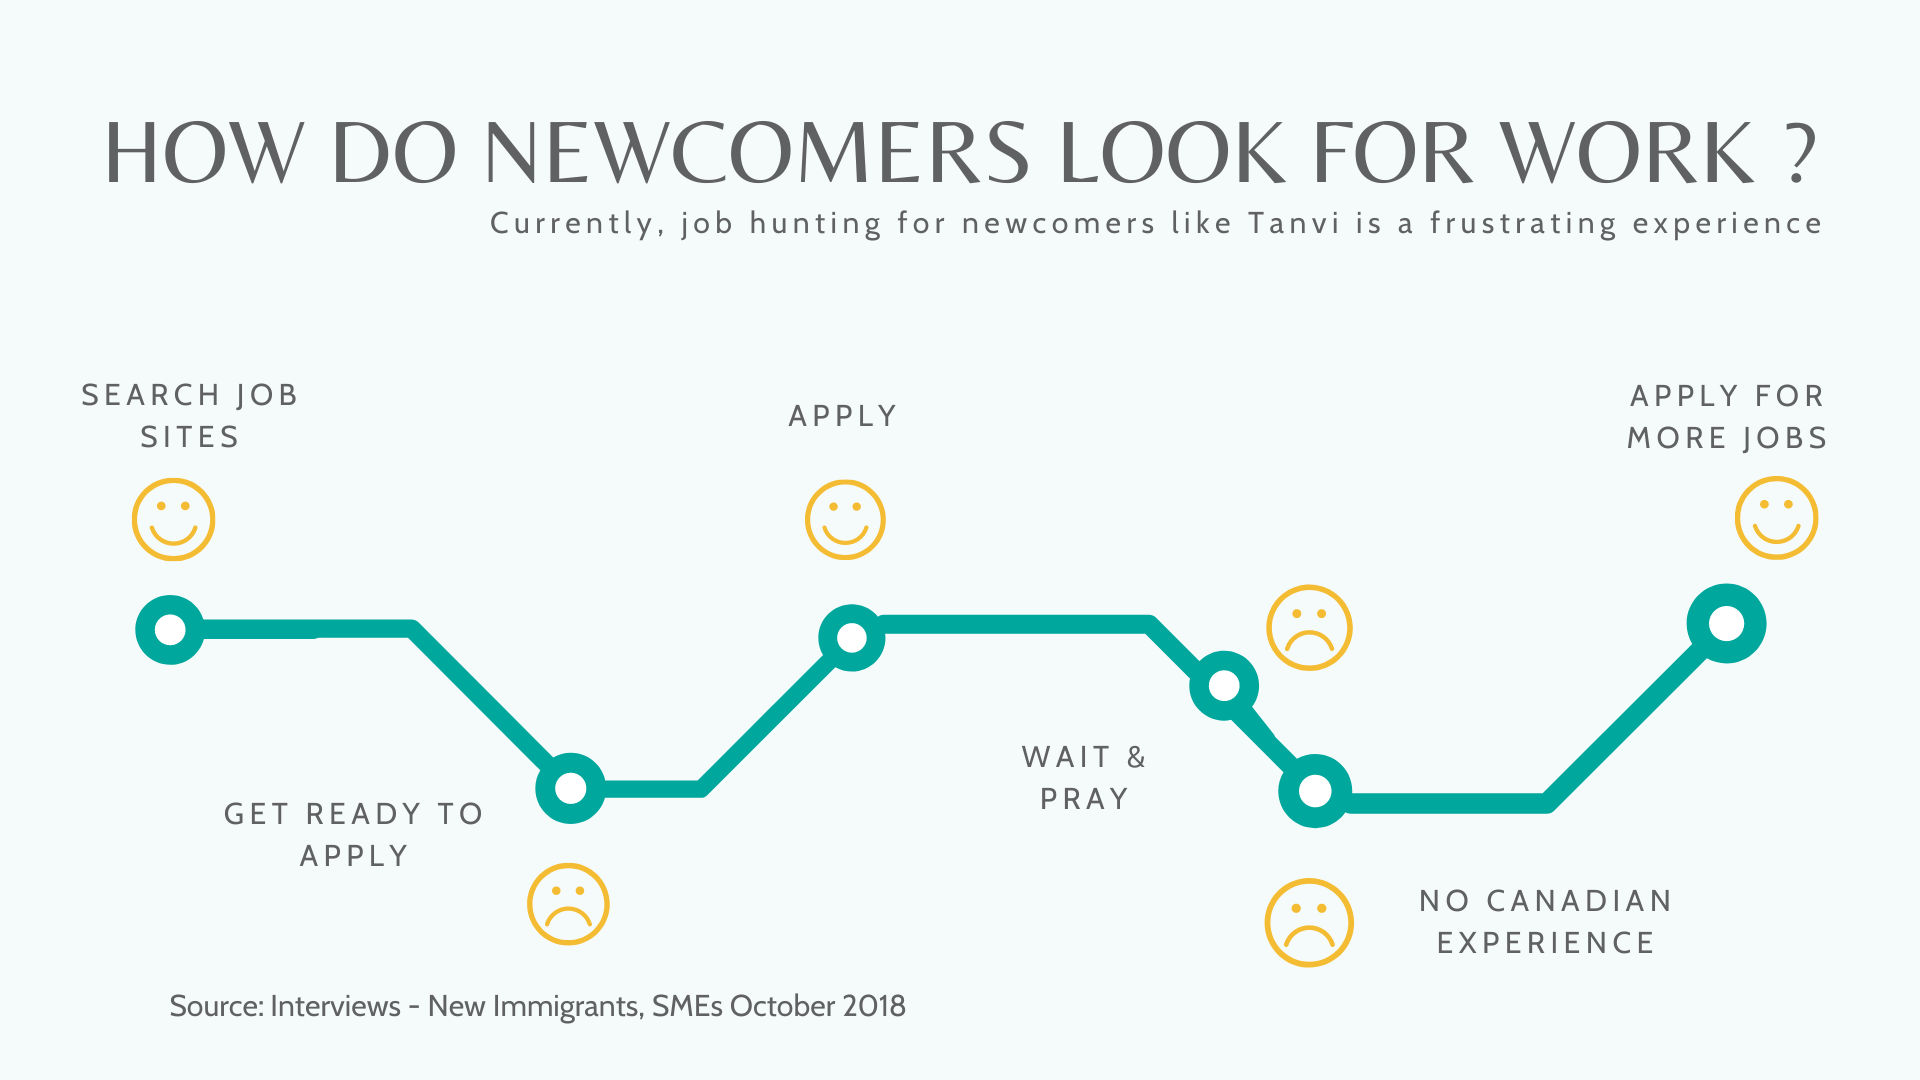 HOW DO NEWCOMERS LOOK FOR WORK ?
Currently, job hunting for newcomers like Tanvi is a frustrating experience
SEARCH JOB
SITES
APPLY
APPLY FOR
MORE JOBS
GET READY TO
APPLY
WAIT &
PRAY
NO CANADIAN
EXPERIENCE
Source: Interviews - New Immigrants, SMEs October 2018